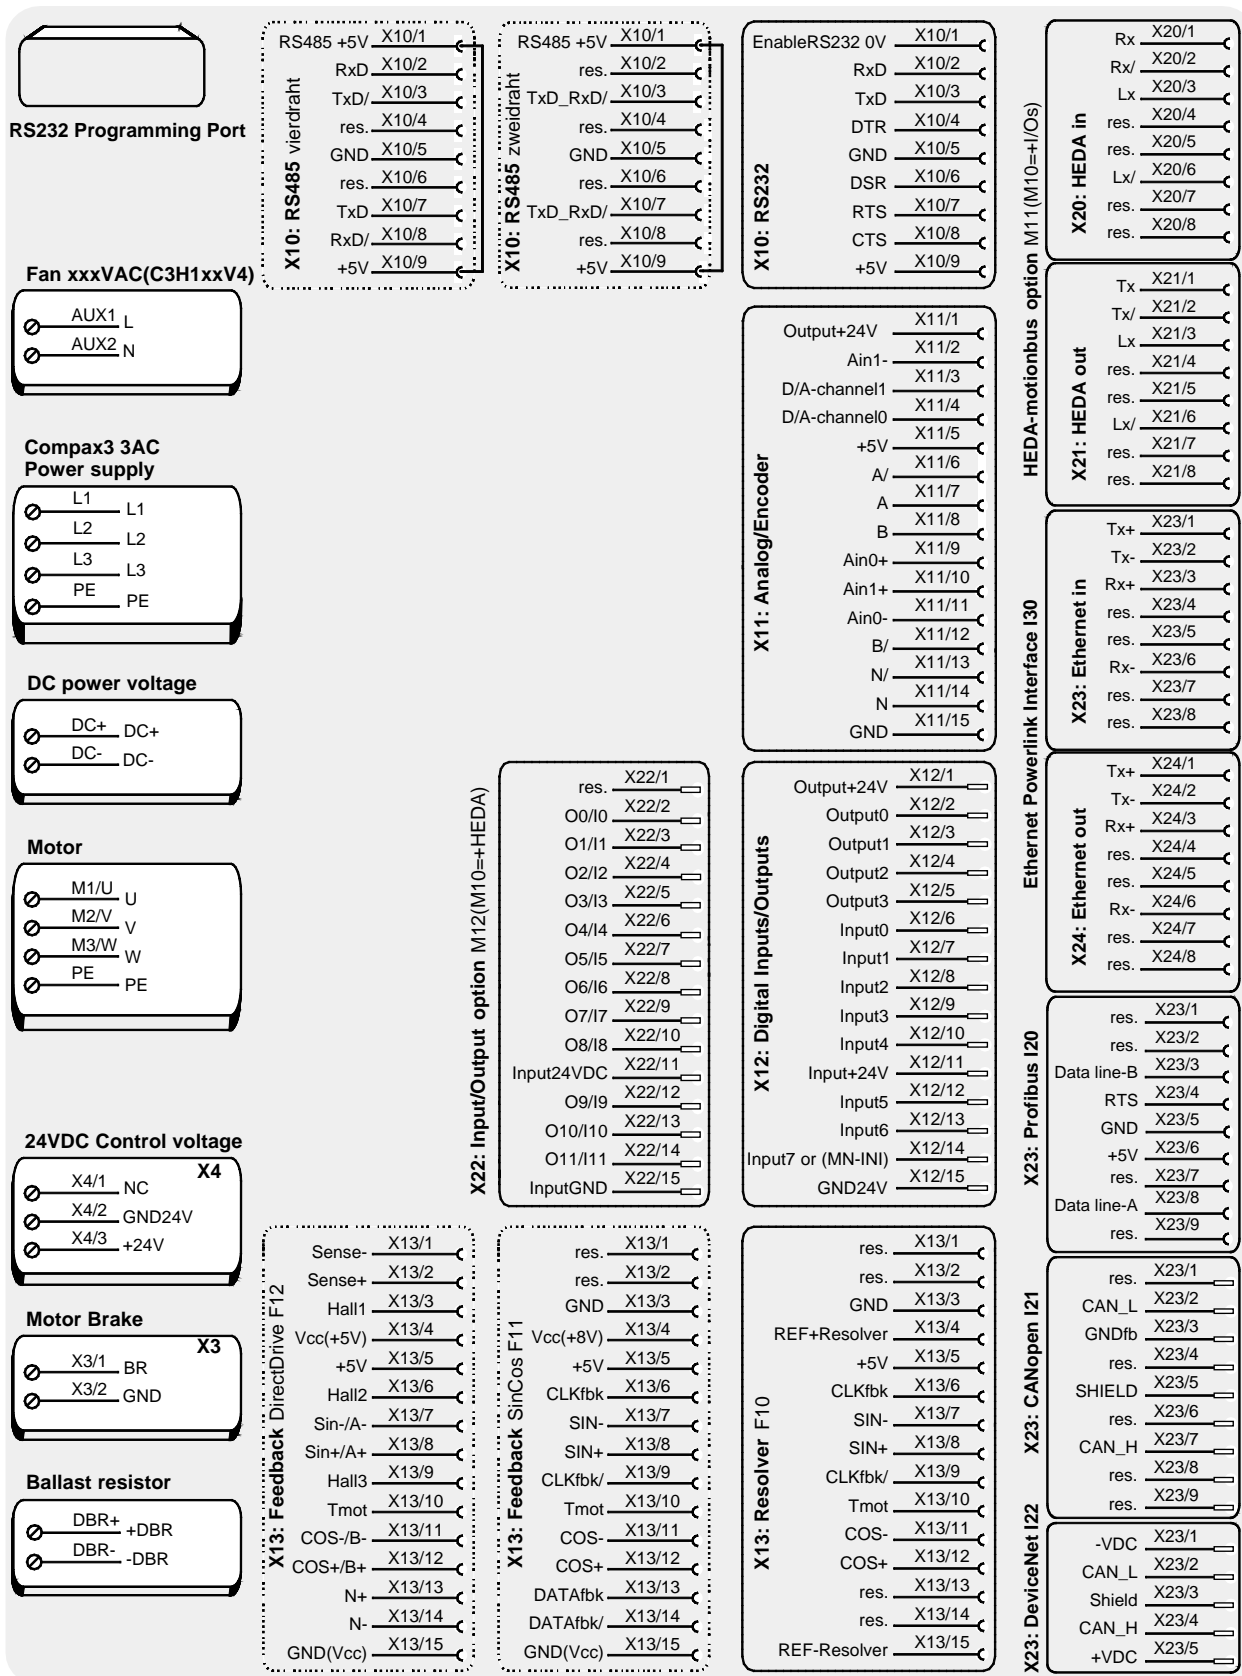 RS232 Programming Port
Fan xxxVAC(C3H1xxV4)
AUX1 L
AUX2 N
Compax3 3AC
Power supply
L1 L1
L2 L2
L3 L3
PE PE
DC power voltage
DC+ DC+
DC- DC-
Motor
M1/U U
M2/V V
M3/W W
PE PE
24VDC Control voltage
X4
X4/1 NC
X4/2 GND24V
X4/3 +24V
Motor Brake
X3
X3/1 BR
X3/2 GND
Ballast resistor
DBR+ +DBR
DBR- -DBR
X10: RS485 vierdraht
RS485 +5V X10/1
RxD X10/2
TxD/ X10/3
res. X10/4
GND X10/5
res. X10/6
TxD X10/7
RxD/ X10/8
+5V X10/9
X10: RS485 zweidraht
RS485 +5V X10/1
res. X10/2
TxD_RxD/ X10/3
res. X10/4
GND X10/5
res. X10/6
TxD_RxD/ X10/7
res. X10/8
+5V X10/9
X10: RS232
EnableRS232 0V X10/1
RxD X10/2
TxD X10/3
DTR X10/4
GND X10/5
DSR X10/6
RTS X10/7
CTS X10/8
+5V X10/9
X11: Analog/Encoder
Output+24V X11/1
Ain1- X11/2
D/A-channel1 X11/3
D/A-channel0 X11/4
+5V X11/5
A/ X11/6
A X11/7
B X11/8
Ain0+ X11/9
Ain1+ X11/10
Ain0- X11/11
B/ X11/12
N/ X11/13
N X11/14
GND X11/15
X22: Input/Output option M12(M10=+HEDA)
res. X22/1
O0/I0 X22/2
O1/I1 X22/3
O2/I2 X22/4
O3/I3 X22/5
O4/I4 X22/6
O5/I5 X22/7
O6/I6 X22/8
O7/I7 X22/9
O8/I8 X22/10
Input24VDC X22/11
O9/I9 X22/12
O10/I10 X22/13
O11/I11 X22/14
InputGND X22/15
X12: Digital Inputs/Outputs
Output+24V X12/1
Output0 X12/2
Output1 X12/3
Output2 X12/4
Output3 X12/5
Input0 X12/6
Input1 X12/7
Input2 X12/8
Input3 X12/9
Input4 X12/10
Input+24V X12/11
Input5 X12/12
Input6 X12/13
Input7 or (MN-INI) X12/14
GND24V X12/15
X13: Feedback DirectDrive F12
Sense- X13/1
Sense+ X13/2
Hall1 X13/3
Vcc(+5V) X13/4
+5V X13/5
Hall2 X13/6
Sin-/A- X13/7
Sin+/A+ X13/8
Hall3 X13/9
Tmot X13/10
COS-/B- X13/11
COS+/B+ X13/12
N+ X13/13
N- X13/14
GND(Vcc) X13/15
X13: Feedback SinCos F11
res. X13/1
res. X13/2
GND X13/3
Vcc(+8V) X13/4
+5V X13/5
CLKfbk X13/6
SIN- X13/7
SIN+ X13/8
CLKfbk/ X13/9
Tmot X13/10
COS- X13/11
COS+ X13/12
DATAfbk X13/13
DATAfbk/ X13/14
GND(Vcc) X13/15
X13: Resolver F10
res. X13/1
res. X13/2
GND X13/3
REF+Resolver X13/4
+5V X13/5
CLKfbk X13/6
SIN- X13/7
SIN+ X13/8
CLKfbk/ X13/9
Tmot X13/10
COS- X13/11
COS+ X13/12
res. X13/13
res. X13/14
REF-Resolver X13/15
HEDA-motionbus option M11(M10=+I/Os)
X20: HEDA in
Rx X20/1
Rx/ X20/2
Lx X20/3
res. X20/4
res. X20/5
Lx/ X20/6
res. X20/7
res. X20/8
X21: HEDA out
Tx X21/1
Tx/ X21/2
Lx X21/3
res. X21/4
res. X21/5
Lx/ X21/6
res. X21/7
res. X21/8
Ethernet Powerlink Interface I30
X23: Ethernet in
Tx+ X23/1
Tx- X23/2
Rx+ X23/3
res. X23/4
res. X23/5
Rx- X23/6
res. X23/7
res. X23/8
X24: Ethernet out
Tx+ X24/1
Tx- X24/2
Rx+ X24/3
res. X24/4
res. X24/5
Rx- X24/6
res. X24/7
res. X24/8
X23: Profibus I20
res. X23/1
res. X23/2
Data line-B X23/3
RTS X23/4
GND X23/5
+5V X23/6
res. X23/7
Data line-A X23/8
res. X23/9
X23: CANopen I21
res. X23/1
CAN_L X23/2
GNDfb X23/3
res. X23/4
SHIELD X23/5
res. X23/6
CAN_H X23/7
res. X23/8
res. X23/9
X23: DeviceNet I22
-VDC X23/1
CAN_L X23/2
Shield X23/3
CAN_H X23/4
+VDC X23/5